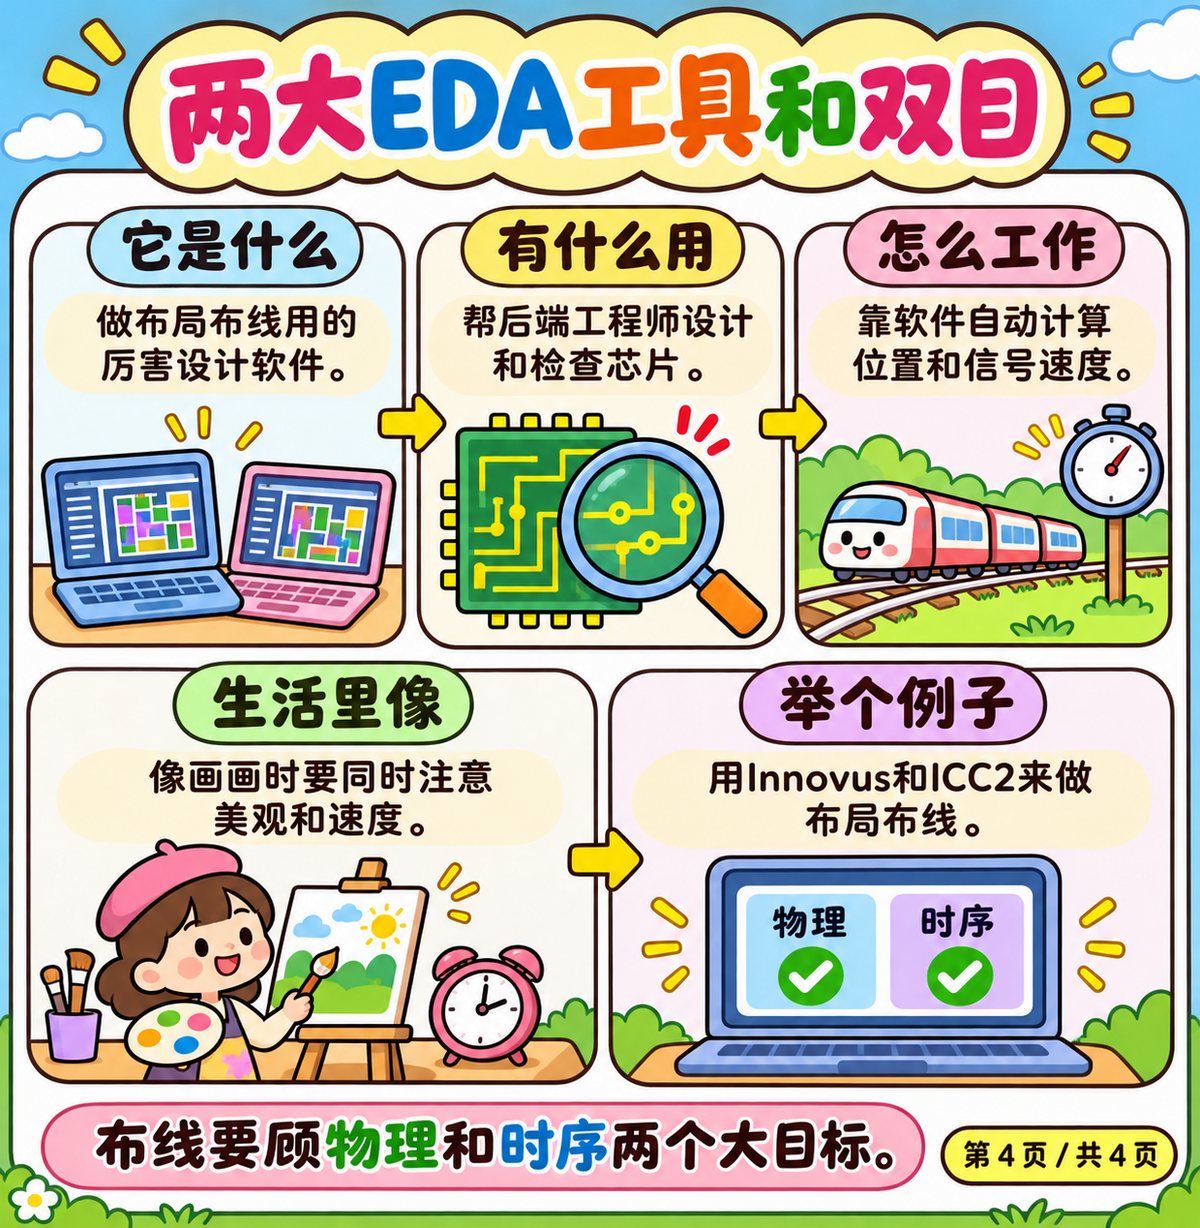 两大EDA工具和双目
它是什么
做布局布线用的
厉害设计软件。
有什么用
帮后端工程师设计
和检查芯片。
怎么工作
靠软件自动计算
位置和信号速度。
生活里像
像画画时要同时注意
美观和速度。
举个例子
用Innovus和ICC2来做
布局布线。
物理
时序
布线要顾物理和时序两个大目标。
第4页/共4页